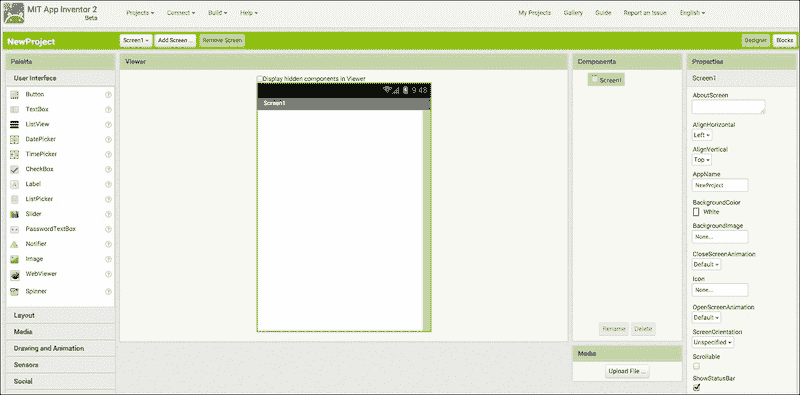 MIT App Inventor 2
Beta
Projects Connect Build Help
My Projects Gallery Guide Report an Issue English
NewProject
Screen1 Add Screen ... Remove Screen
Designer Blocks
Palette
User Interface
Button
TextBox
ListView
DatePicker
TimePicker
CheckBox
Label
ListPicker
Slider
PasswordTextBox
Notifier
Image
WebViewer
Spinner
Layout
Media
Drawing and Animation
Sensors
Social
Viewer
Display hidden components in Viewer
9:48
Screen1
Components
Screen1
Rename Delete
Media
Upload File ...
Properties
Screen1
AboutScreen
AlignHorizontal
Left
AlignVertical
Top
AppName
NewProject
BackgroundColor
White
BackgroundImage
None...
CloseScreenAnimation
Default
Icon
None...
OpenScreenAnimation
Default
ScreenOrientation
Unspecified
Scrollable
ShowStatusBar